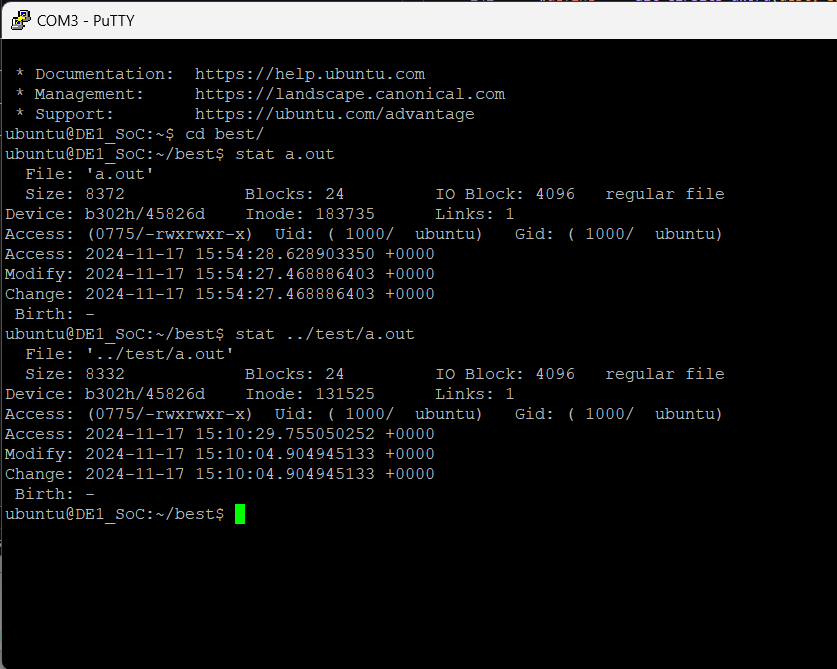 COM3 - PuTTY
* Documentation:  https://help.ubuntu.com
* Management:     https://landscape.canonical.com
* Support:        https://ubuntu.com/advantage
ubuntu@DE1_SoC:~$ cd best/
ubuntu@DE1_SoC:~/best$ stat a.out
  File: 'a.out'
  Size: 8372            Blocks: 24         IO Block: 4096   regular file
Device: b302h/45826d    Inode: 183735      Links: 1
Access: (0775/-rwxrwxr-x)  Uid: ( 1000/  ubuntu)   Gid: ( 1000/  ubuntu)
Access: 2024-11-17 15:54:28.628903350 +0000
Modify: 2024-11-17 15:54:27.468886403 +0000
Change: 2024-11-17 15:54:27.468886403 +0000
 Birth: -
ubuntu@DE1_SoC:~/best$ stat ../test/a.out
  File: '../test/a.out'
  Size: 8332            Blocks: 24         IO Block: 4096   regular file
Device: b302h/45826d    Inode: 131525      Links: 1
Access: (0775/-rwxrwxr-x)  Uid: ( 1000/  ubuntu)   Gid: ( 1000/  ubuntu)
Access: 2024-11-17 15:10:29.755050252 +0000
Modify: 2024-11-17 15:10:04.904945133 +0000
Change: 2024-11-17 15:10:04.904945133 +0000
 Birth: -
ubuntu@DE1_SoC:~/best$